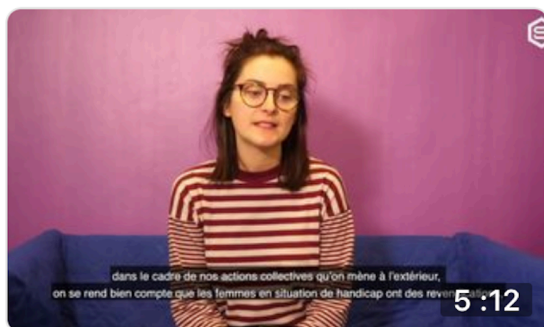 dans le cadre de nos actions collectives qu'on mène à l'extérieur,
on se rend bien compte que les femmes en situation de handicap ont des
5:12